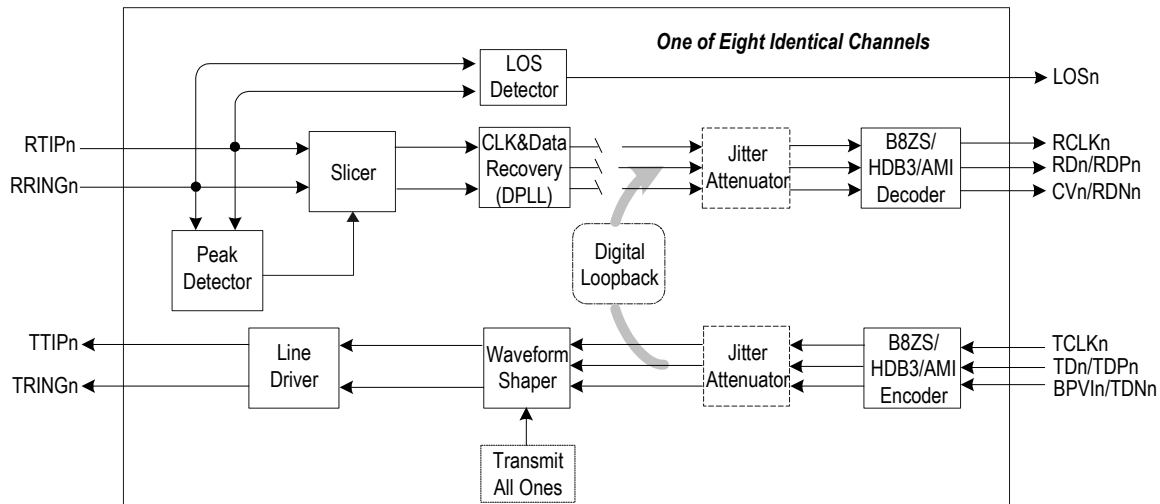 One of Eight Identical Channels
LOS
Detector
LOSn
RTIPn
RRINGn
Slicer
CLK&Data
Recovery
(DPLL)
Jitter
Attenuator
B8ZS/
HDB3/AMI
Decoder
RCLKn
RDn/RDPn
CVn/RDNn
Peak
Detector
Digital
Loopback
TTIPn
TRINGn
Line
Driver
Waveform
Shaper
Jitter
Attenuator
B8ZS/
HDB3/AMI
Encoder
TCLKn
TDn/TDPn
BPVIn/TDNn
Transmit
All Ones